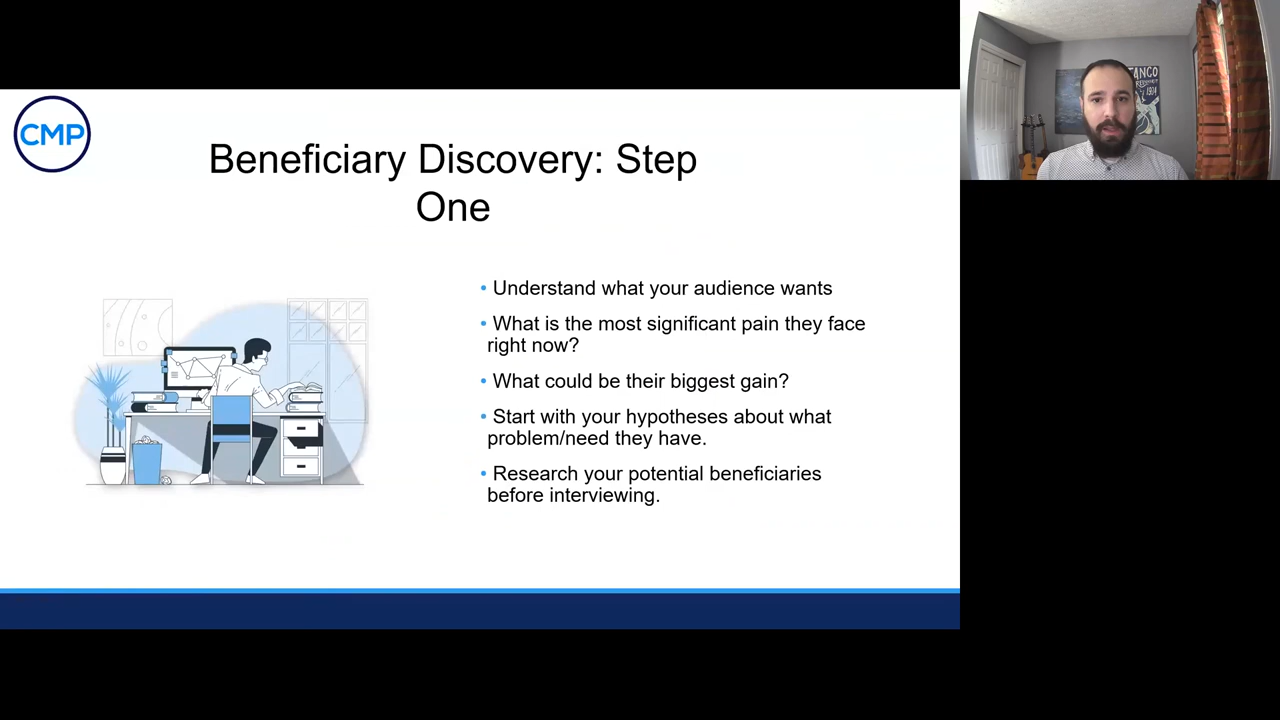 CMP
Beneficiary Discovery: Step
One
• Understand what your audience wants
• What is the most significant pain they face
right now?
• What could be their biggest gain?
• Start with your hypotheses about what
problem/need they have.
• Research your potential beneficiaries
before interviewing.
TANCO
1904